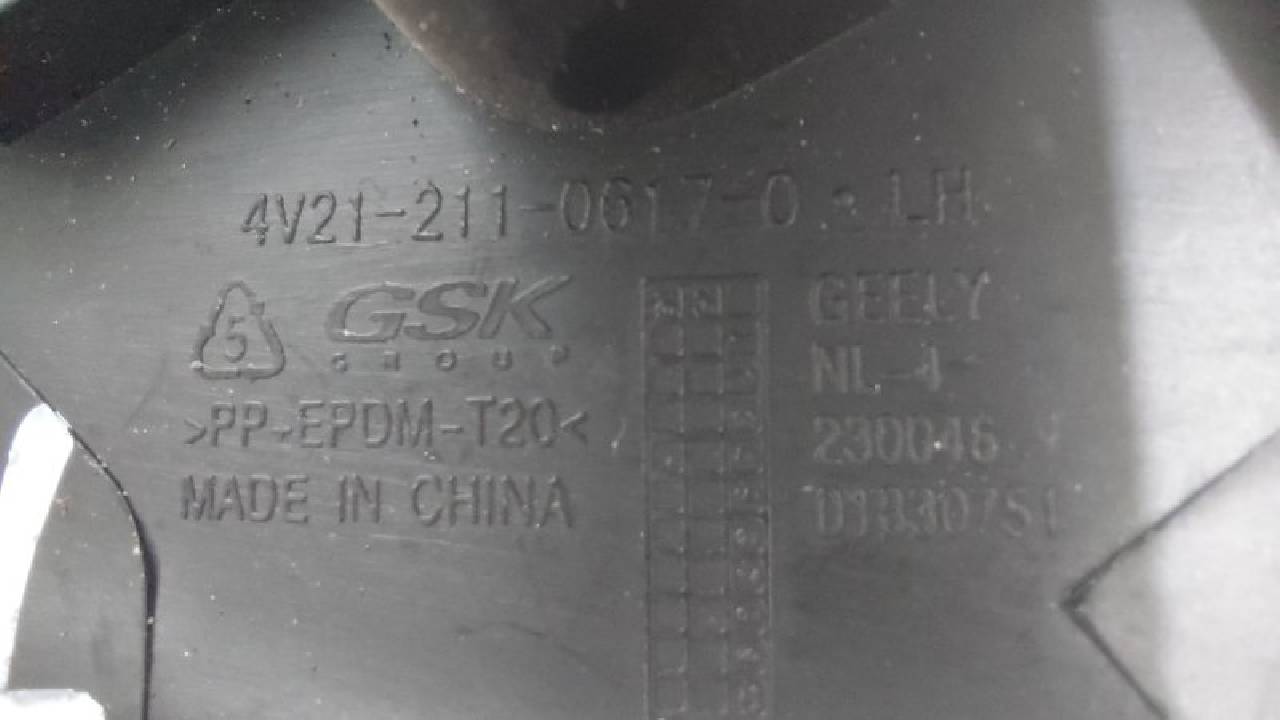 4V21-211-0617-0 · LH
5
GSK
GROUP
>PP+EPDM-T20<
MADE IN CHINA
GEELY
NL-4
230046